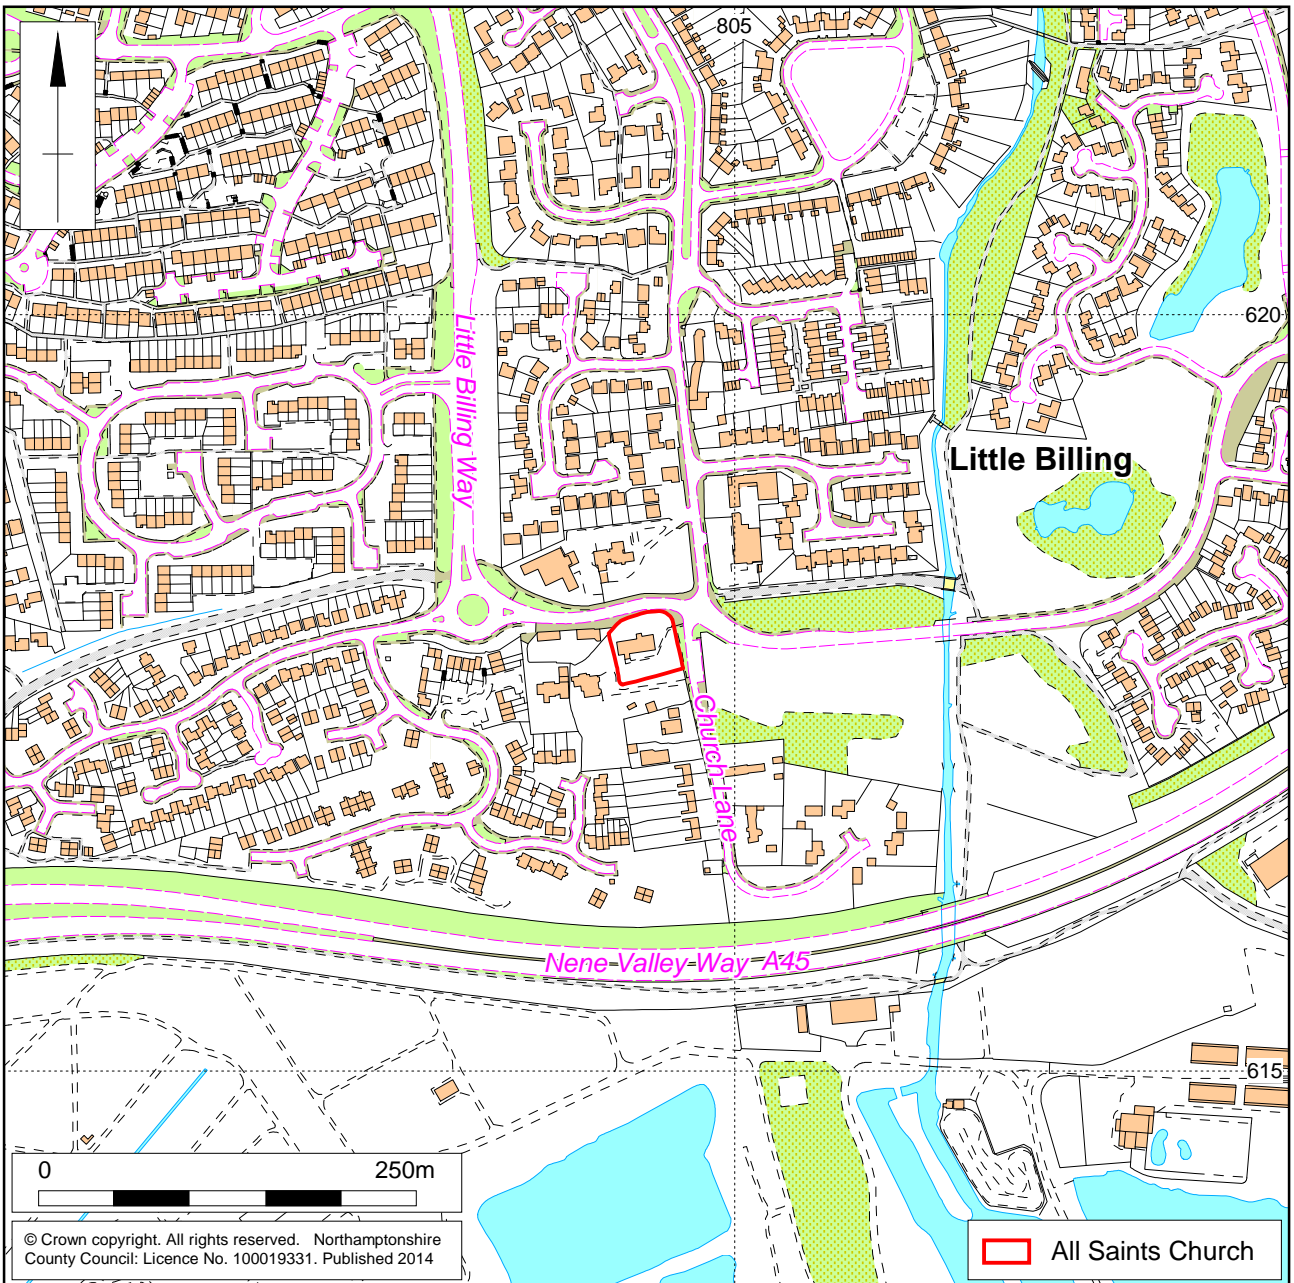 805
620
Little Billing Way
Little Billing
Church Lane
Nene Valley Way A45
615
0 250m
© Crown copyright. All rights reserved. Northamptonshire
County Council: Licence No. 100019331. Published 2014
All Saints Church